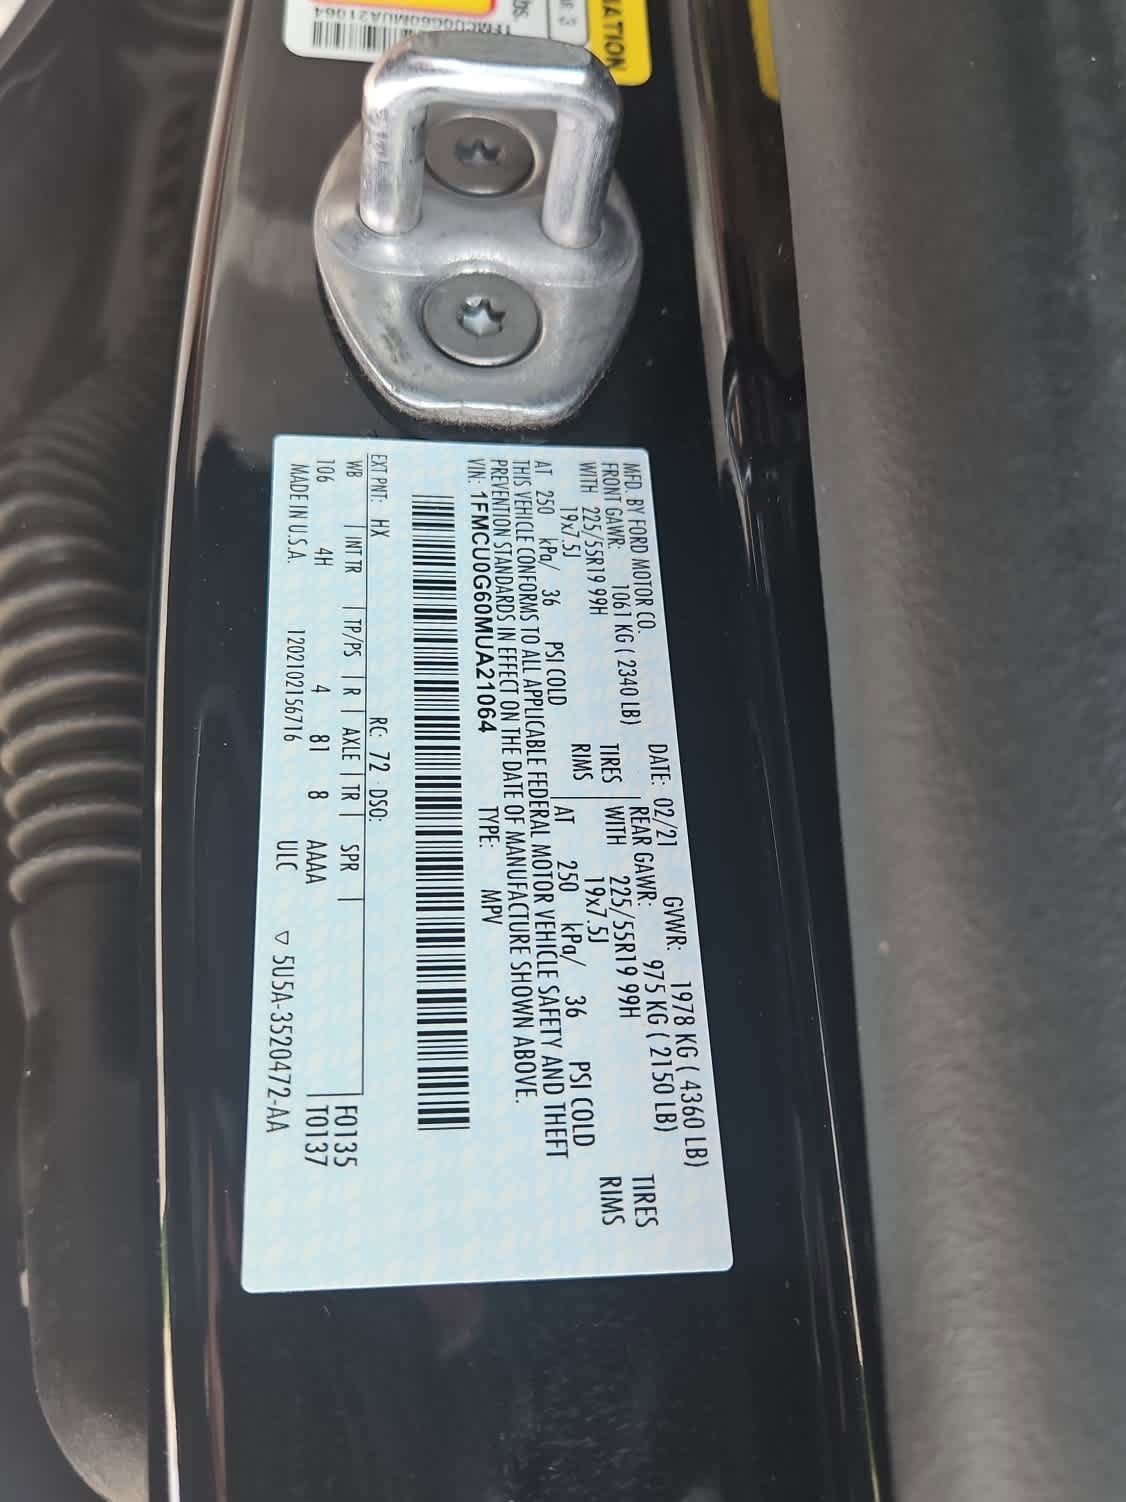 MATION
lbs.
1FMCU0G60MUA21064
MFD. BY FORD MOTOR CO. DATE: 02/21 GVWR: 1978 KG ( 4360 LB)
FRONT GAWR: 1061 KG ( 2340 LB) REAR GAWR: 975 KG ( 2150 LB)
WITH 225/55R19 99H TIRES WITH 225/55R19 99H TIRES
19x7.5J RIMS 19x7.5J RIMS
AT 250 kPa/ 36 PSI COLD AT 250 kPa/ 36 PSI COLD
THIS VEHICLE CONFORMS TO ALL APPLICABLE FEDERAL MOTOR VEHICLE SAFETY AND THEFT
PREVENTION STANDARDS IN EFFECT ON THE DATE OF MANUFACTURE SHOWN ABOVE.
VIN: 1FMCU0G60MUA21064 TYPE: MPV
EXT PNT: HX RC: 72 DSO:
WB | INT TR | TP/PS | R | AXLE | TR | SPR | F0135
106 4H 4 81 8 AAAA T0137
MADE IN U.S.A. 120210215671​6 ULC ▽ 5U5A-3520472-AA